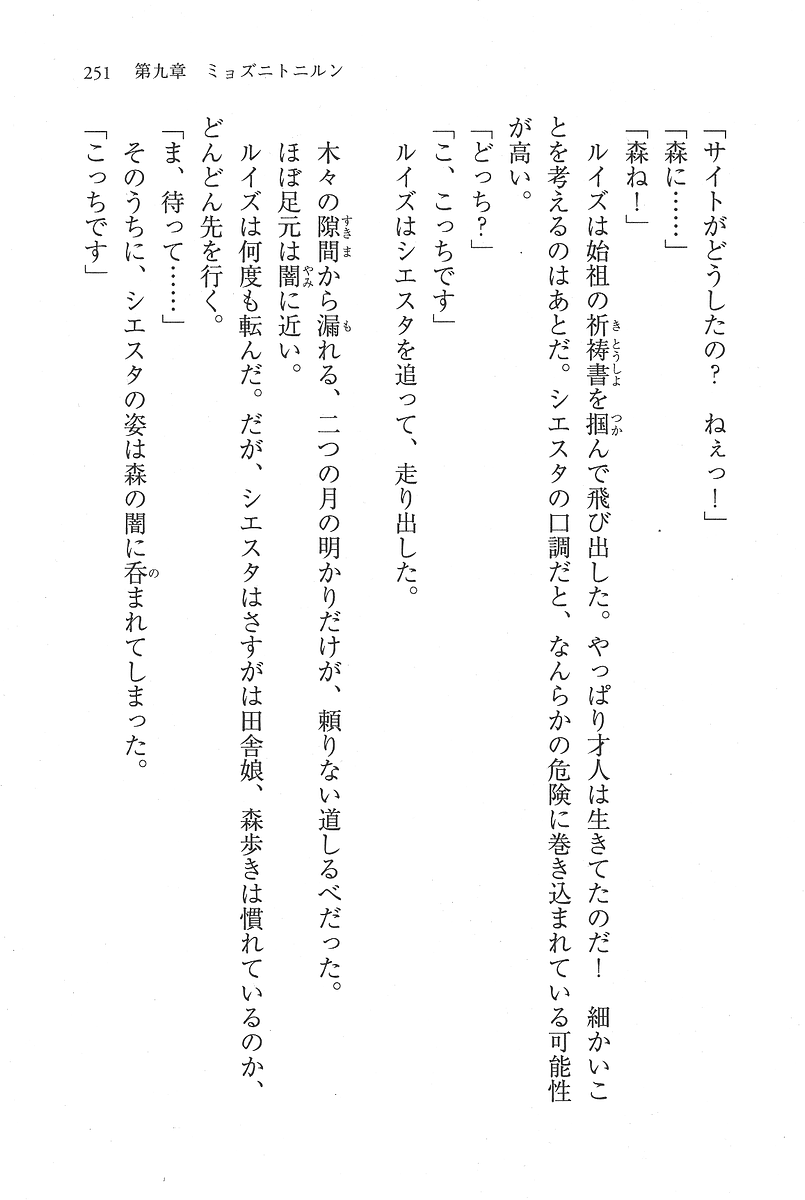 251　第九章　ミョズニトニルン
「サイトがどうしたの？　ねぇっ！」
「森に……」
「森ね！」
　ルイズは始祖の祈祷書を掴んで飛び出した。やっぱり才人は生きてたのだ！　細かいこ
とを考えるのはあとだ。シエスタの口調だと、なんらかの危険に巻き込まれている可能性
が高い。
「どっち？」
「こ、こっちです」
　ルイズはシエスタを追って、走り出した。
　木々の隙間から漏れる、二つの月の明かりだけが、頼りない道しるべだった。
ほぼ足元は闇に近い。
　ルイズは何度も転んだ。だが、シエスタはさすがは田舎娘、森歩きは慣れているのか、
どんどん先を行く。
「ま、待って……」
　そのうちに、シエスタの姿は森の闇に呑まれてしまった。
「こっちです」